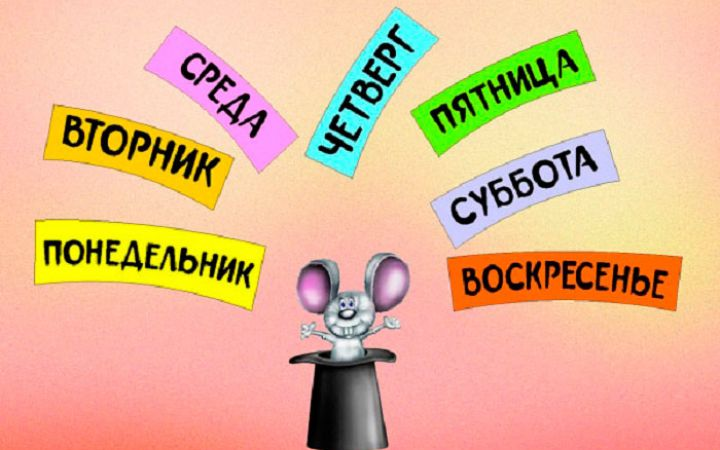 ПОНЕДЕЛЬНИК
ВТОРНИК
СРЕДА
ЧЕТВЕРГ
ПЯТНИЦА
СУББОТА
ВОСКРЕСЕНЬЕ